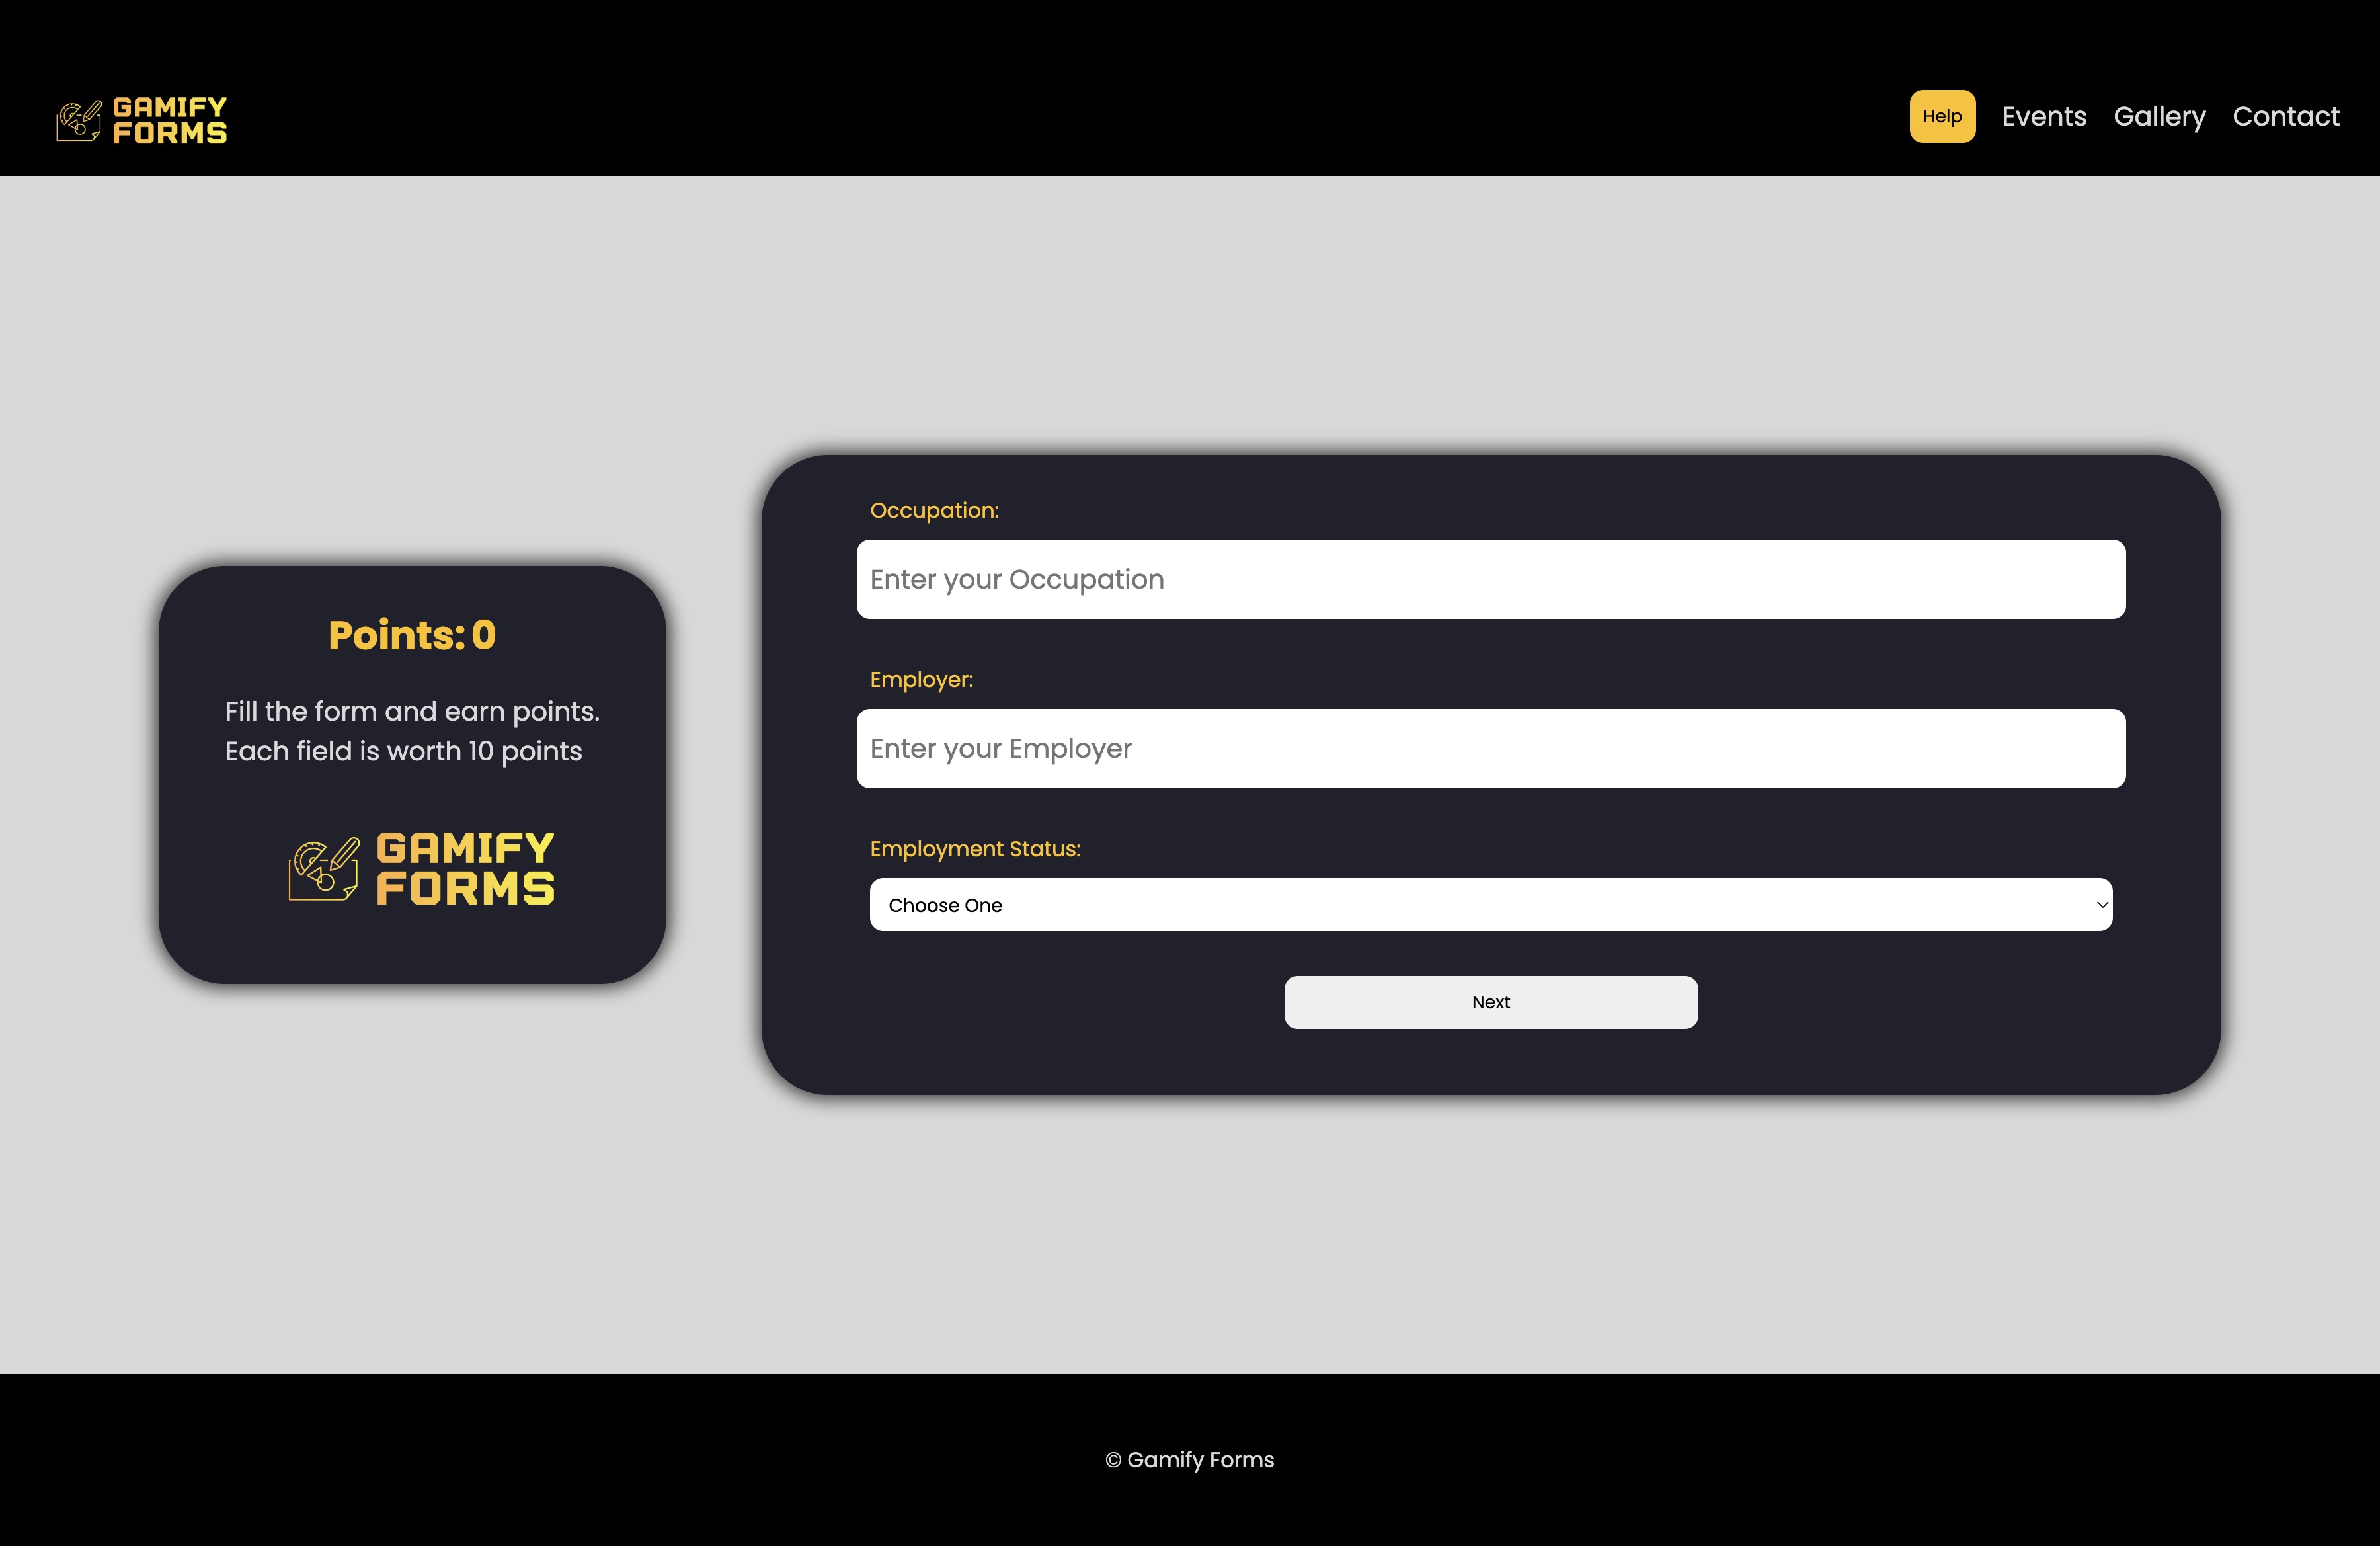 GAMIFY
FORMS
Help
Events
Gallery
Contact
Points: 0
Fill the form and earn points.
Each field is worth 10 points
GAMIFY
FORMS
Occupation:
Enter your Occupation
Employer:
Enter your Employer
Employment Status:
Choose One
Next
© Gamify Forms